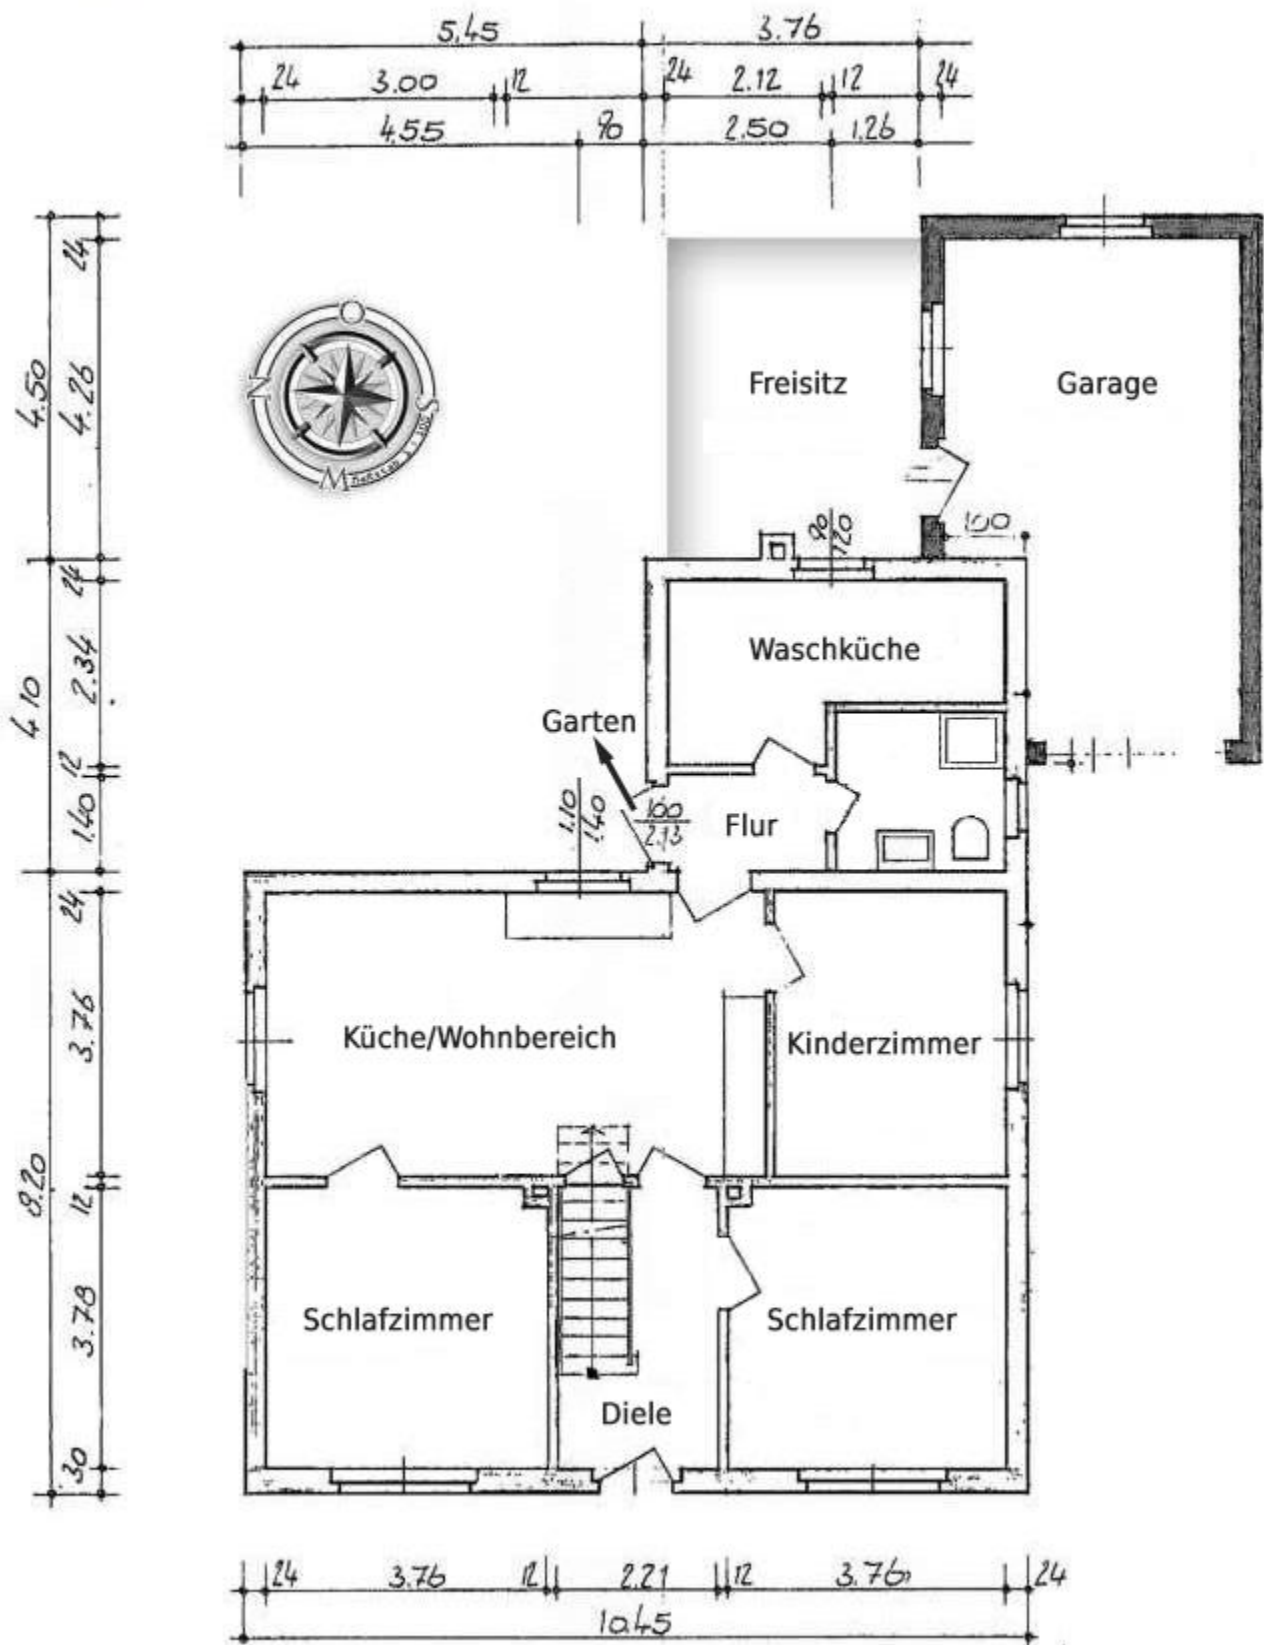 5.45 3.76
24 3.00 12 24 2.12 12 24
4.55 90 2.50 1.26
24
4.50 4.26
O
N S
M Maßstab 1:100
Freisitz
Garage
90
120
100
24
4.10 2.34
12
1.40
Waschküche
Garten
1.10
1.40
100
2.13
Flur
24
3.76
8.20
12
3.78
30
Küche/Wohnbereich
Kinderzimmer
Schlafzimmer
Schlafzimmer
Diele
24 3.76 12 2.21 12 3.76 24
10.45